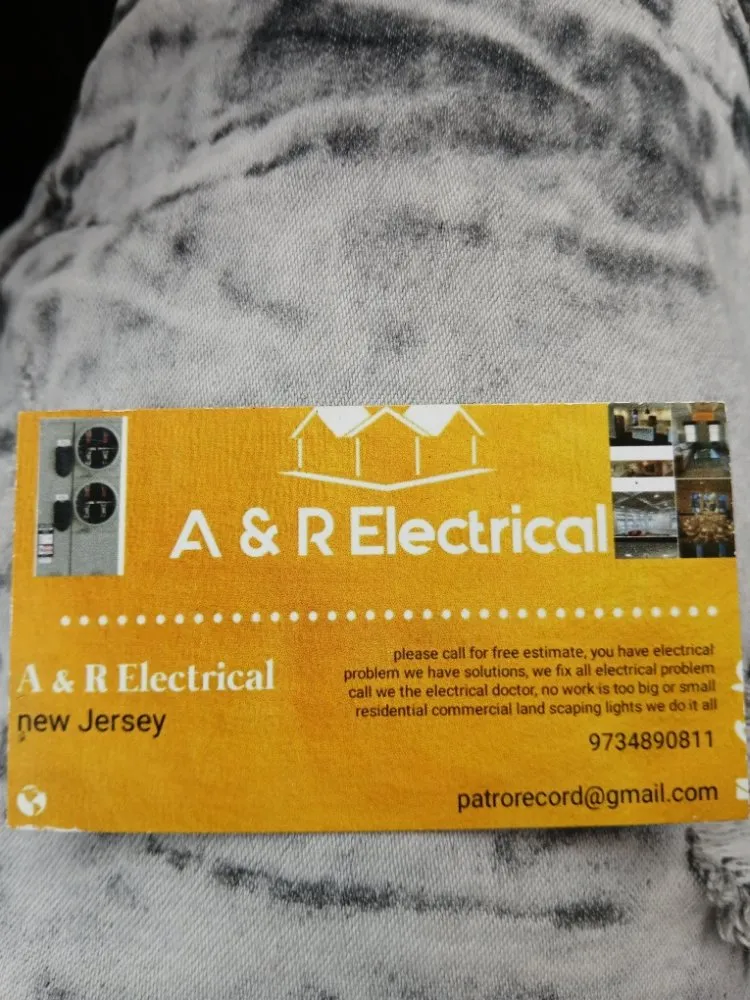 A & R Electrical
A & R Electrical
new Jersey
please call for free estimate, you have electrical
problem we have solutions, we fix all electrical problem
call we the electrical doctor, no work is too big or small
residential commercial land scaping lights we do it all
9734890811
patrorecord@gmail.com